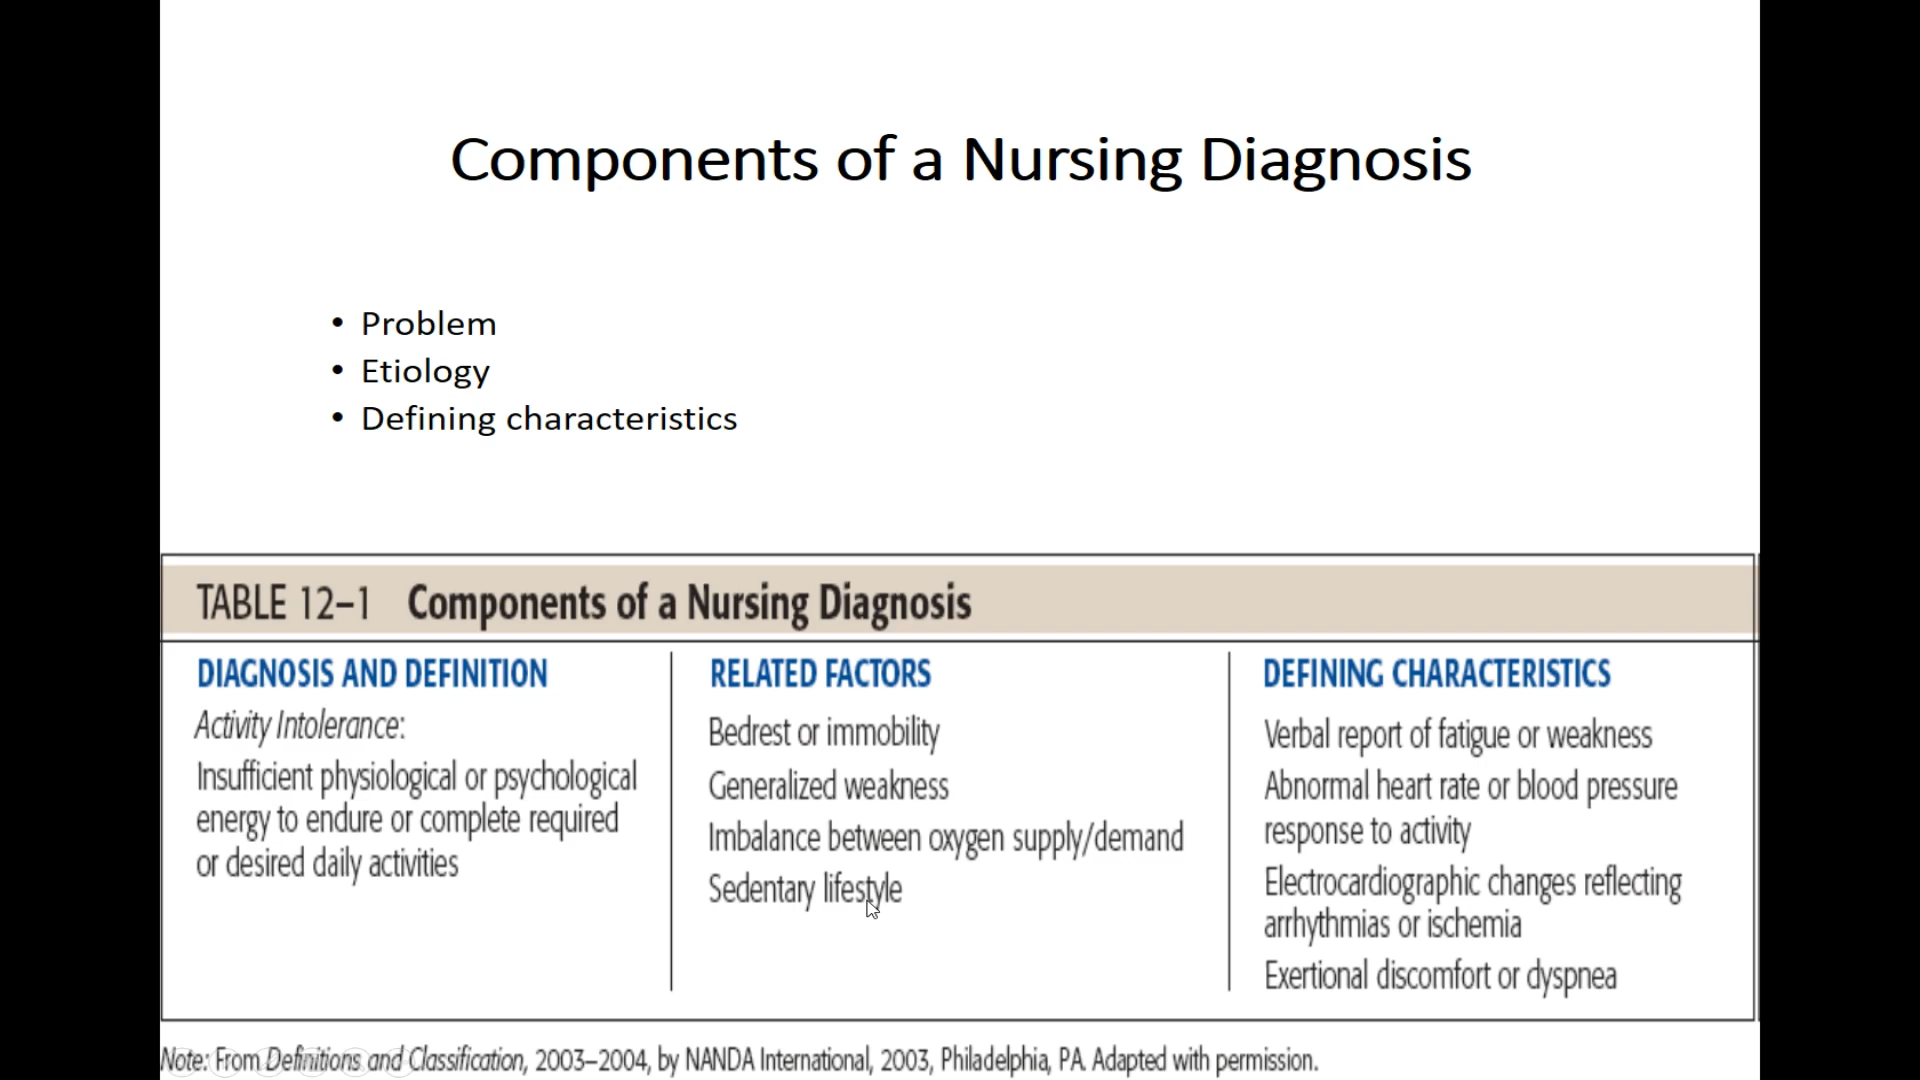 Components of a Nursing Diagnosis
• Problem
• Etiology
• Defining characteristics
TABLE 12–1 Components of a Nursing Diagnosis
DIAGNOSIS AND DEFINITION
Activity Intolerance:
Insufficient physiological or psychological
energy to endure or complete required
or desired daily activities
RELATED FACTORS
Bedrest or immobility
Generalized weakness
Imbalance between oxygen supply/demand
Sedentary lifestyle
DEFINING CHARACTERISTICS
Verbal report of fatigue or weakness
Abnormal heart rate or blood pressure
response to activity
Electrocardiographic changes reflecting
arrhythmias or ischemia
Exertional discomfort or dyspnea
Note: From Definitions and Classification, 2003–2004, by NANDA International, 2003, Philadelphia, PA. Adapted with permission.